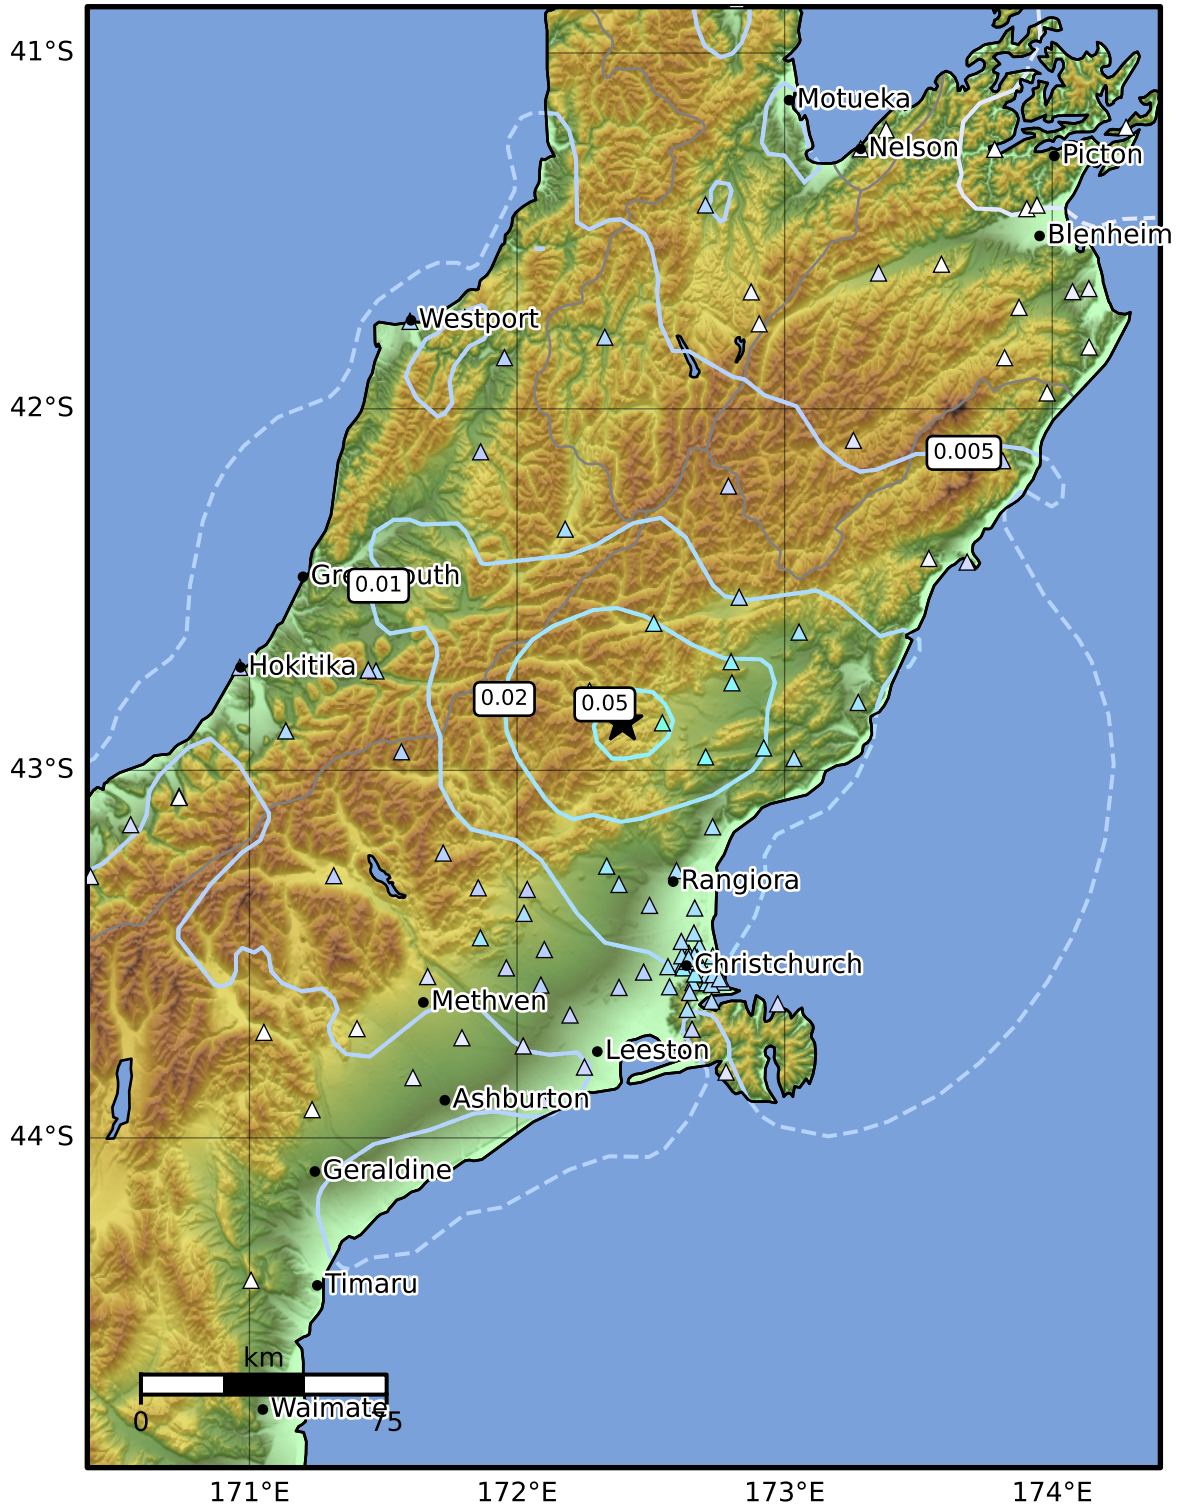 41°S
Motueka
Nelson
Picton
Blenheim
Westport
42°S
0.005
Gre outh
0.01
Hokitika
0.02
0.05
43°S
Rangiora
Christchurch
Methven
Leeston
Ashburton
44°S
Geraldine
Timaru
km
Waimate
0
75
171°E
172°E
173°E
174°E